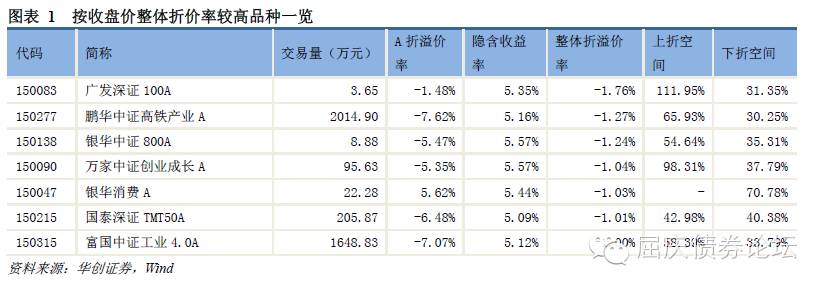 图表 1 按收盘价整体折价率较高品种一览
代码 简称 交易量（万元） A 折溢价率 隐含收益率 整体折溢价率 上折空间 下折空间
150083 广发深证 100A 3.65 -1.48% 5.35% -1.76% 111.95% 31.35%
150277 鹏华中证高铁产业 A 2014.90 -7.62% 5.16% -1.27% 65.93% 30.25%
150138 银华中证 800A 8.88 -5.47% 5.57% -1.24% 54.64% 35.31%
150090 万家中证创业成长 A 95.63 -5.35% 5.57% -1.04% 98.31% 37.79%
150047 银华消费 A 22.28 5.62% 5.44% -1.03% - 70.78%
150215 国泰深证 TMT50A 205.87 -6.48% 5.09% -1.01% 42.98% 40.38%
150315 富国中证工业 4.0A 1648.83 -7.07% 5.12%
屈庆债券论坛
资料来源：华创证券，Wind